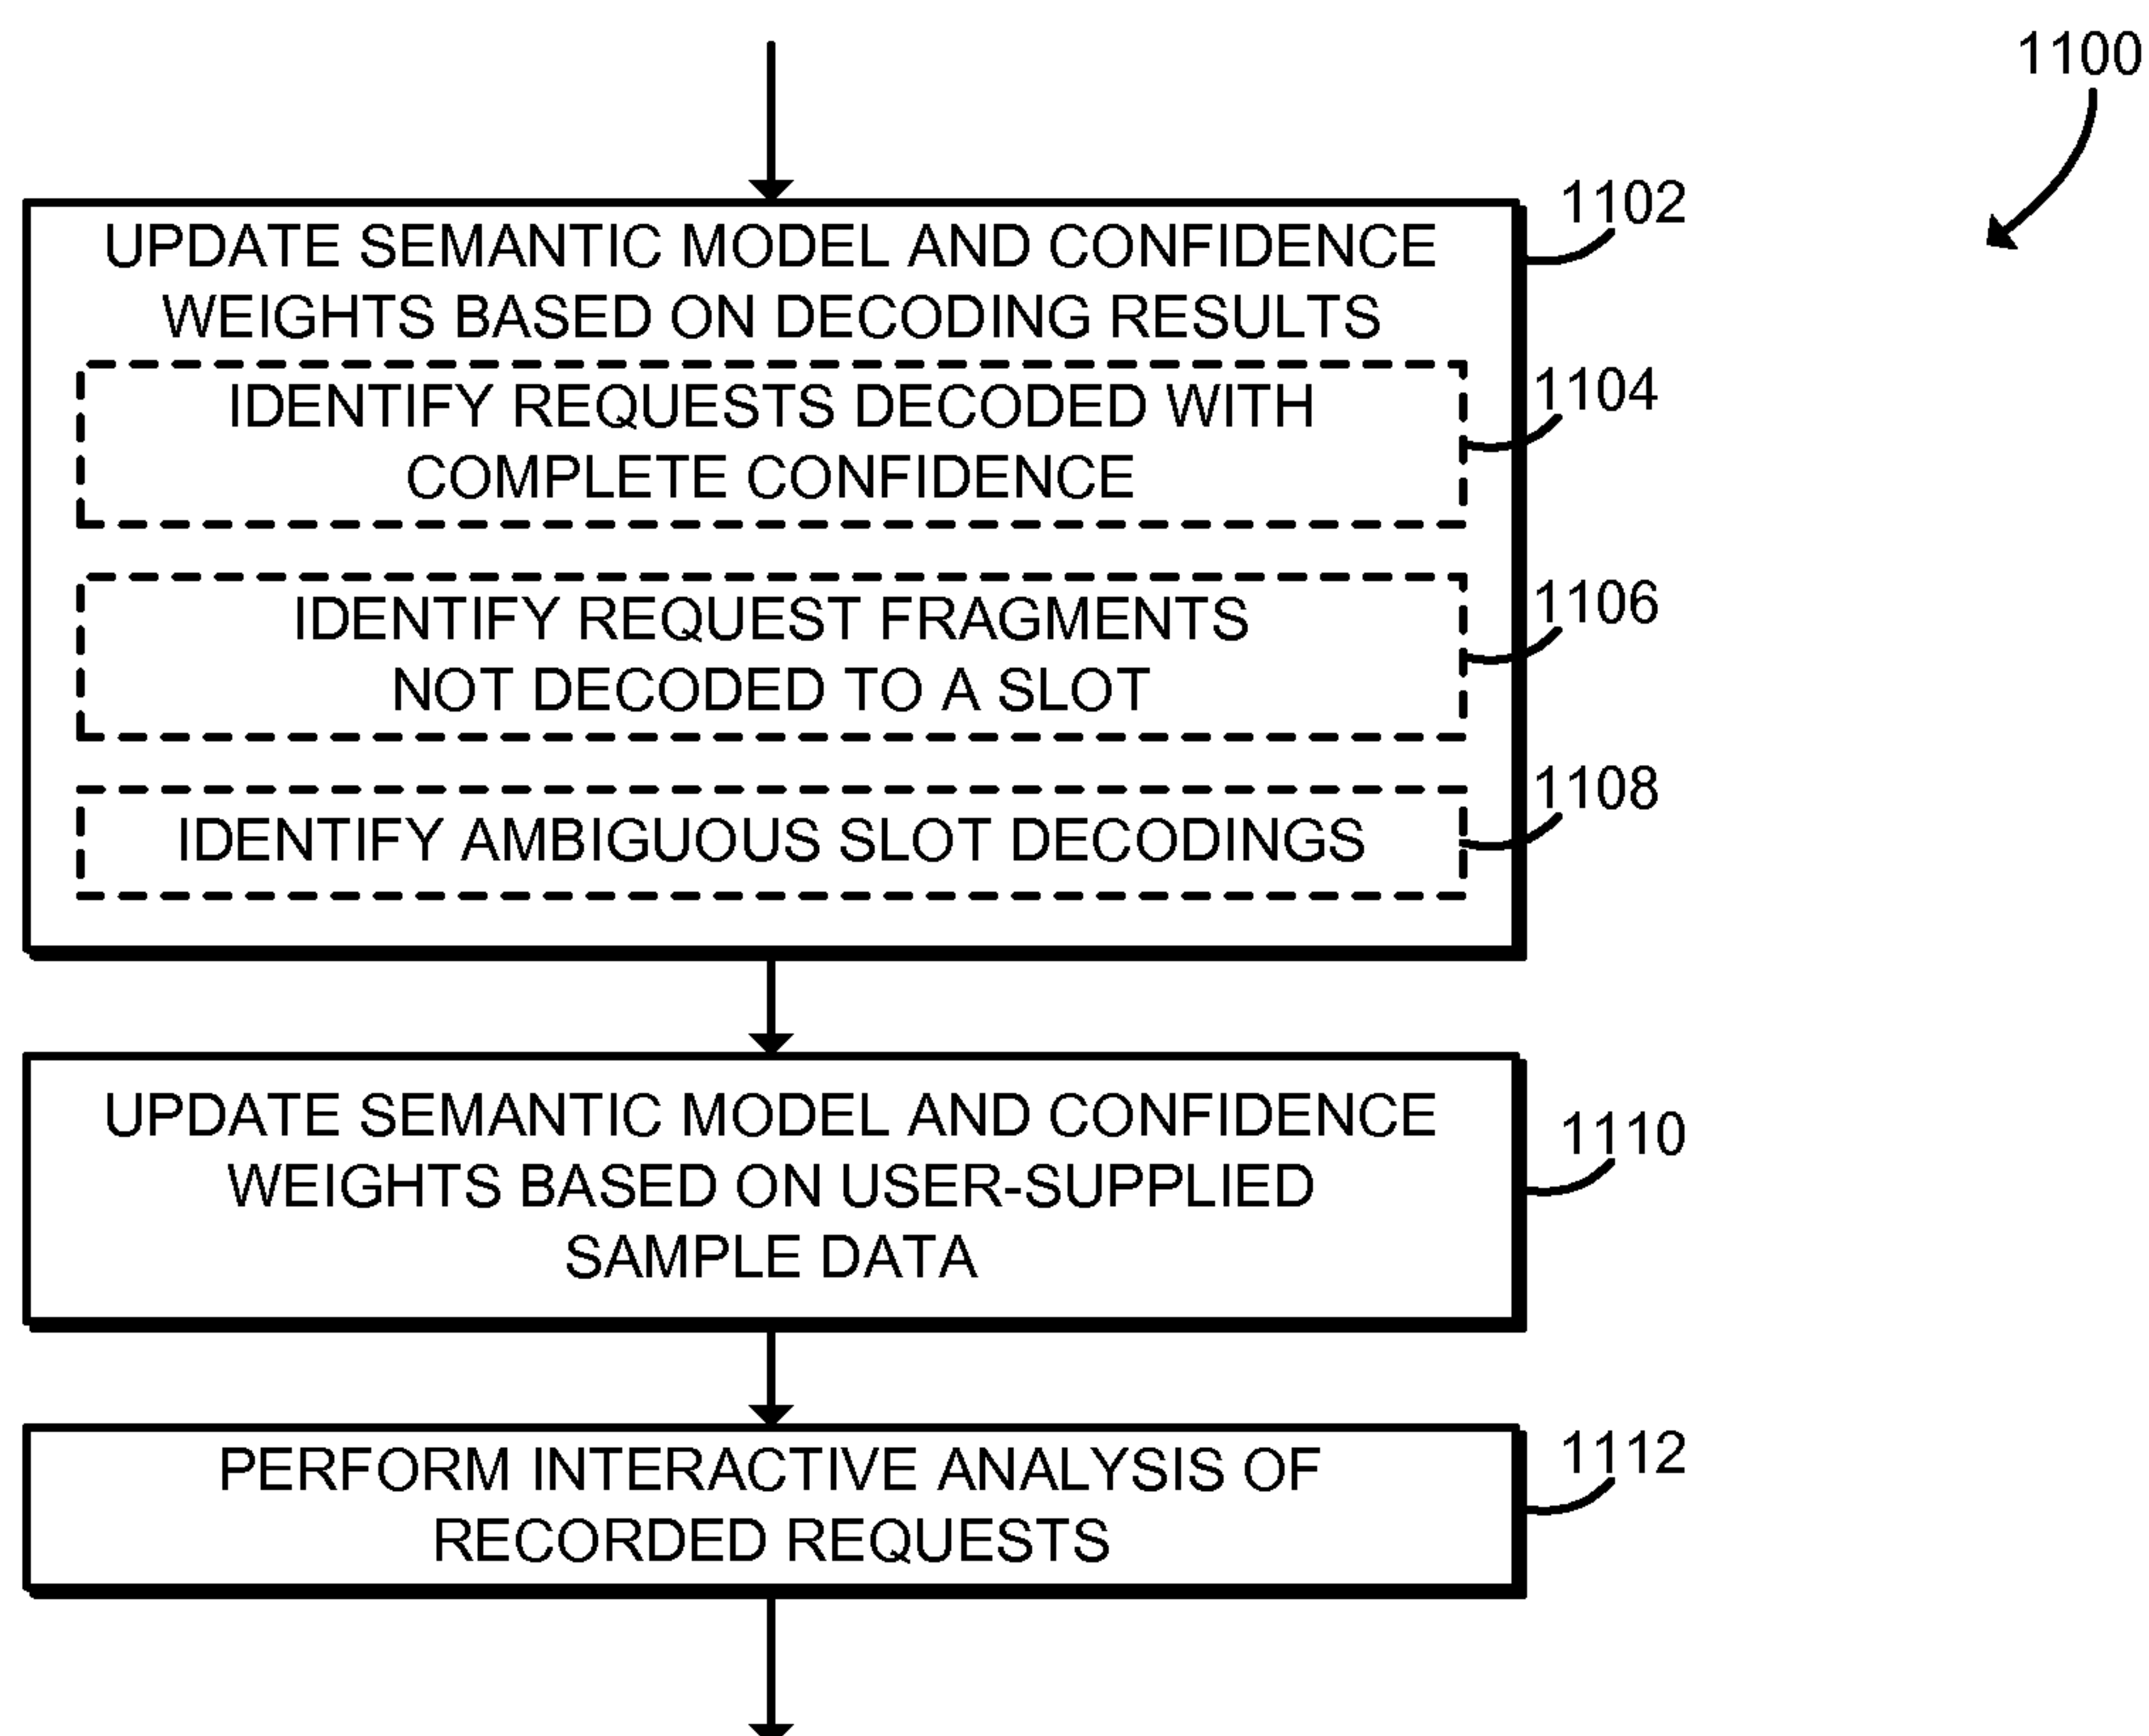 1100
1102
UPDATE SEMANTIC MODEL AND CONFIDENCE
WEIGHTS BASED ON DECODING RESULTS
1104
IDENTIFY REQUESTS DECODED WITH
COMPLETE CONFIDENCE
1106
IDENTIFY REQUEST FRAGMENTS
NOT DECODED TO A SLOT
1108
IDENTIFY AMBIGUOUS SLOT DECODINGS
1110
UPDATE SEMANTIC MODEL AND CONFIDENCE
WEIGHTS BASED ON USER-SUPPLIED
SAMPLE DATA
1112
PERFORM INTERACTIVE ANALYSIS OF
RECORDED REQUESTS